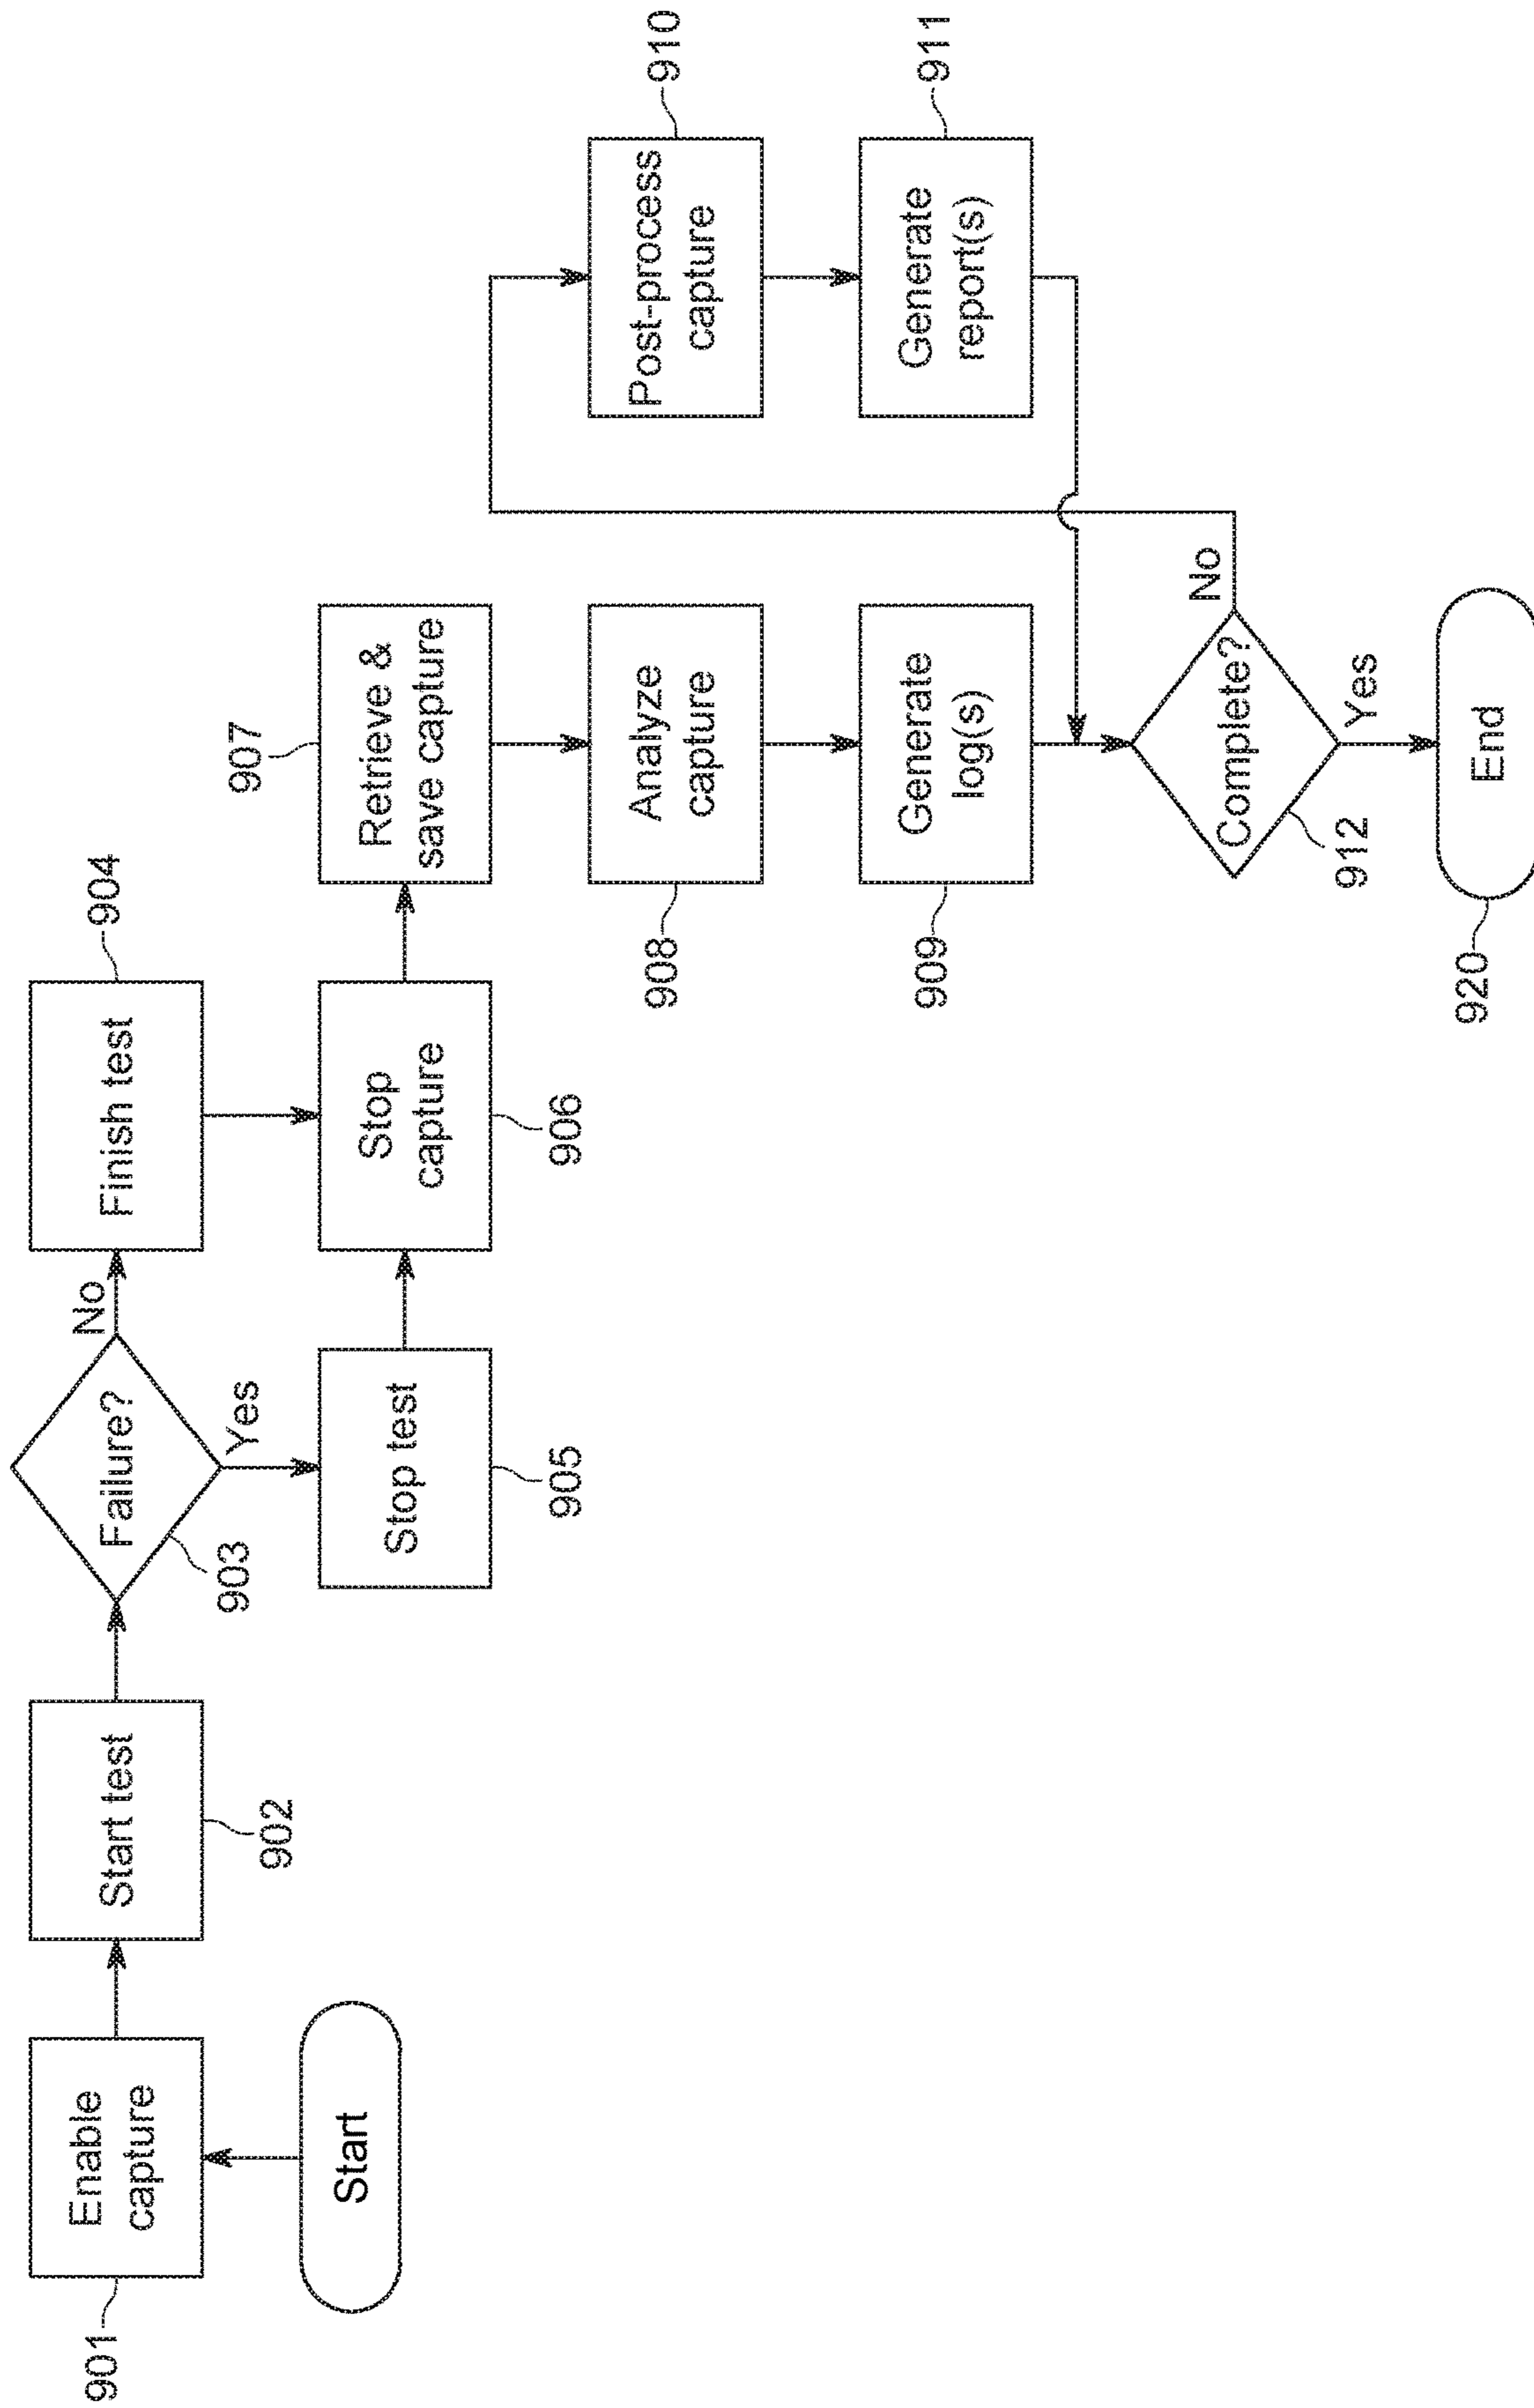 Start
Enable
capture
901
Start test
902
Failure?
903
No
Yes
Finish test
904
Stop test
905
Stop
capture
906
Retrieve &
save capture
907
Analyze
capture
908
Generate
log(s)
909
Complete?
912
No
Yes
Post-process
capture
910
Generate
report(s)
911
End
920